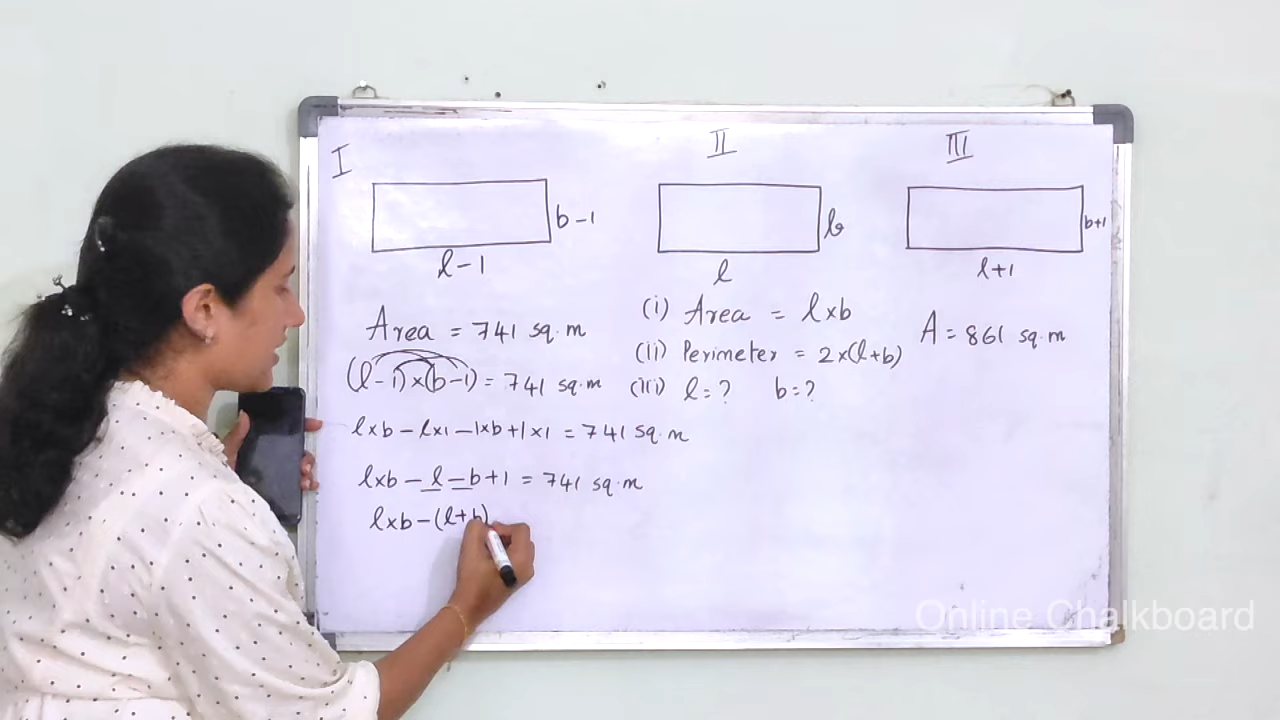 I
b-1
l-1
Area = 741 sq.m
(l-1)×(b-1) = 741 sq.m
l×b - l×1 - 1×b + 1×1 = 741 sq.m
l×b - l - b + 1 = 741 sq.m
l×b - (l+b)
II
b
l
(i) Area = l×b
(ii) Perimeter = 2×(l+b)
(iii) l=? b=?
III
b+1
l+1
A = 861 sq.m
Online Chalkboard